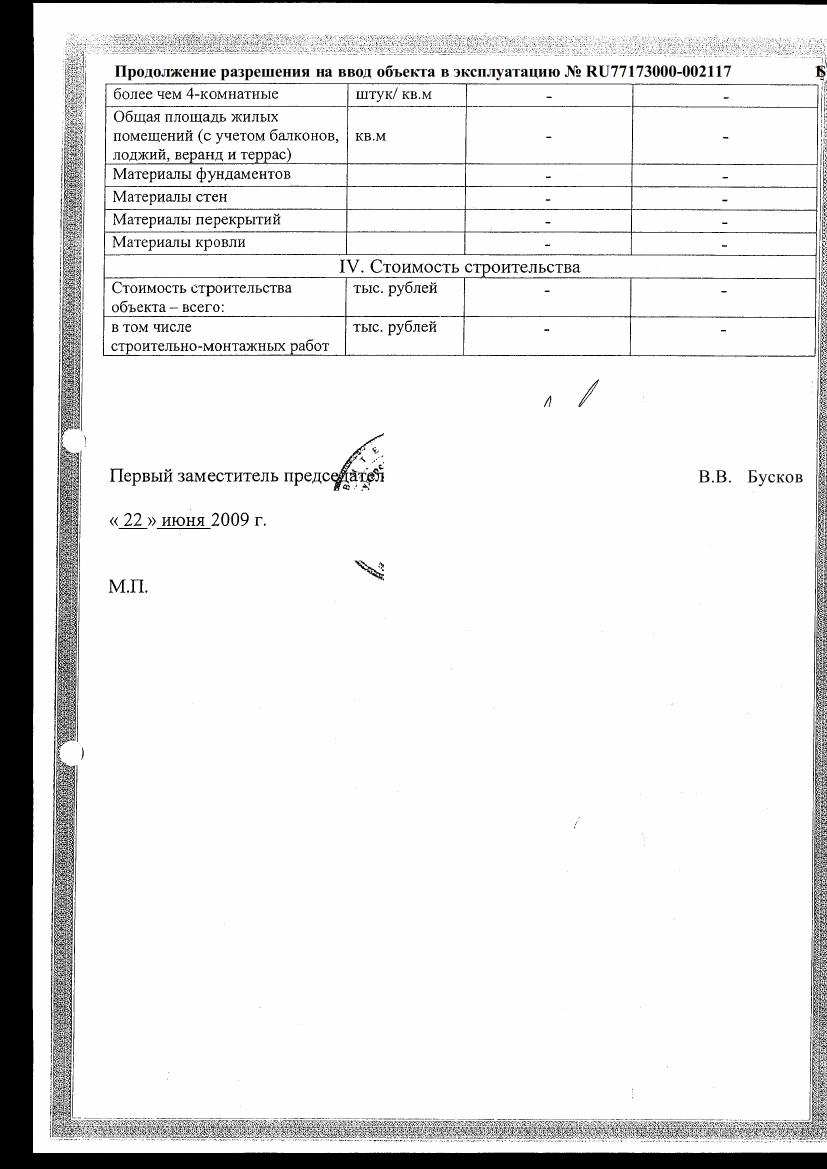 Продолжение разрешения на ввод объекта в эксплуатацию № RU77173000-002117
более чем 4-комнатные штук/ кв.м - -
Общая площадь жилых
помещений (с учетом балконов, кв.м - -
лоджий, веранд и террас)
Материалы фундаментов - -
Материалы стен - -
Материалы перекрытий - -
Материалы кровли - -
IV. Стоимость строительства
Стоимость строительства тыс. рублей - -
объекта – всего:
в том числе тыс. рублей - -
строительно-монтажных работ
Первый заместитель председател В.В. Бусков
« 22 » июня 2009 г.
М.П.